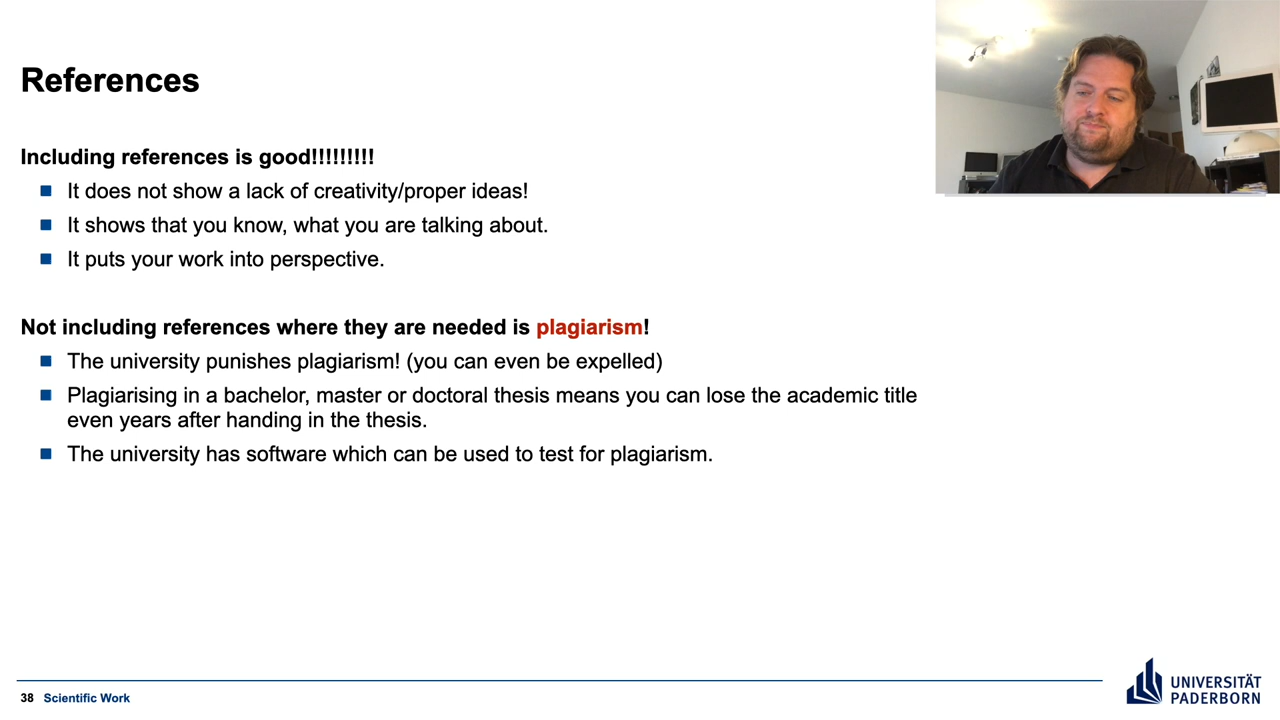 References
Including references is good!!!!!!!!!
It does not show a lack of creativity/proper ideas!
It shows that you know, what you are talking about.
It puts your work into perspective.
Not including references where they are needed is plagiarism!
The university punishes plagiarism! (you can even be expelled)
Plagiarising in a bachelor, master or doctoral thesis means you can lose the academic title
even years after handing in the thesis.
The university has software which can be used to test for plagiarism.
38 Scientific Work
UNIVERSITÄT
PADERBORN